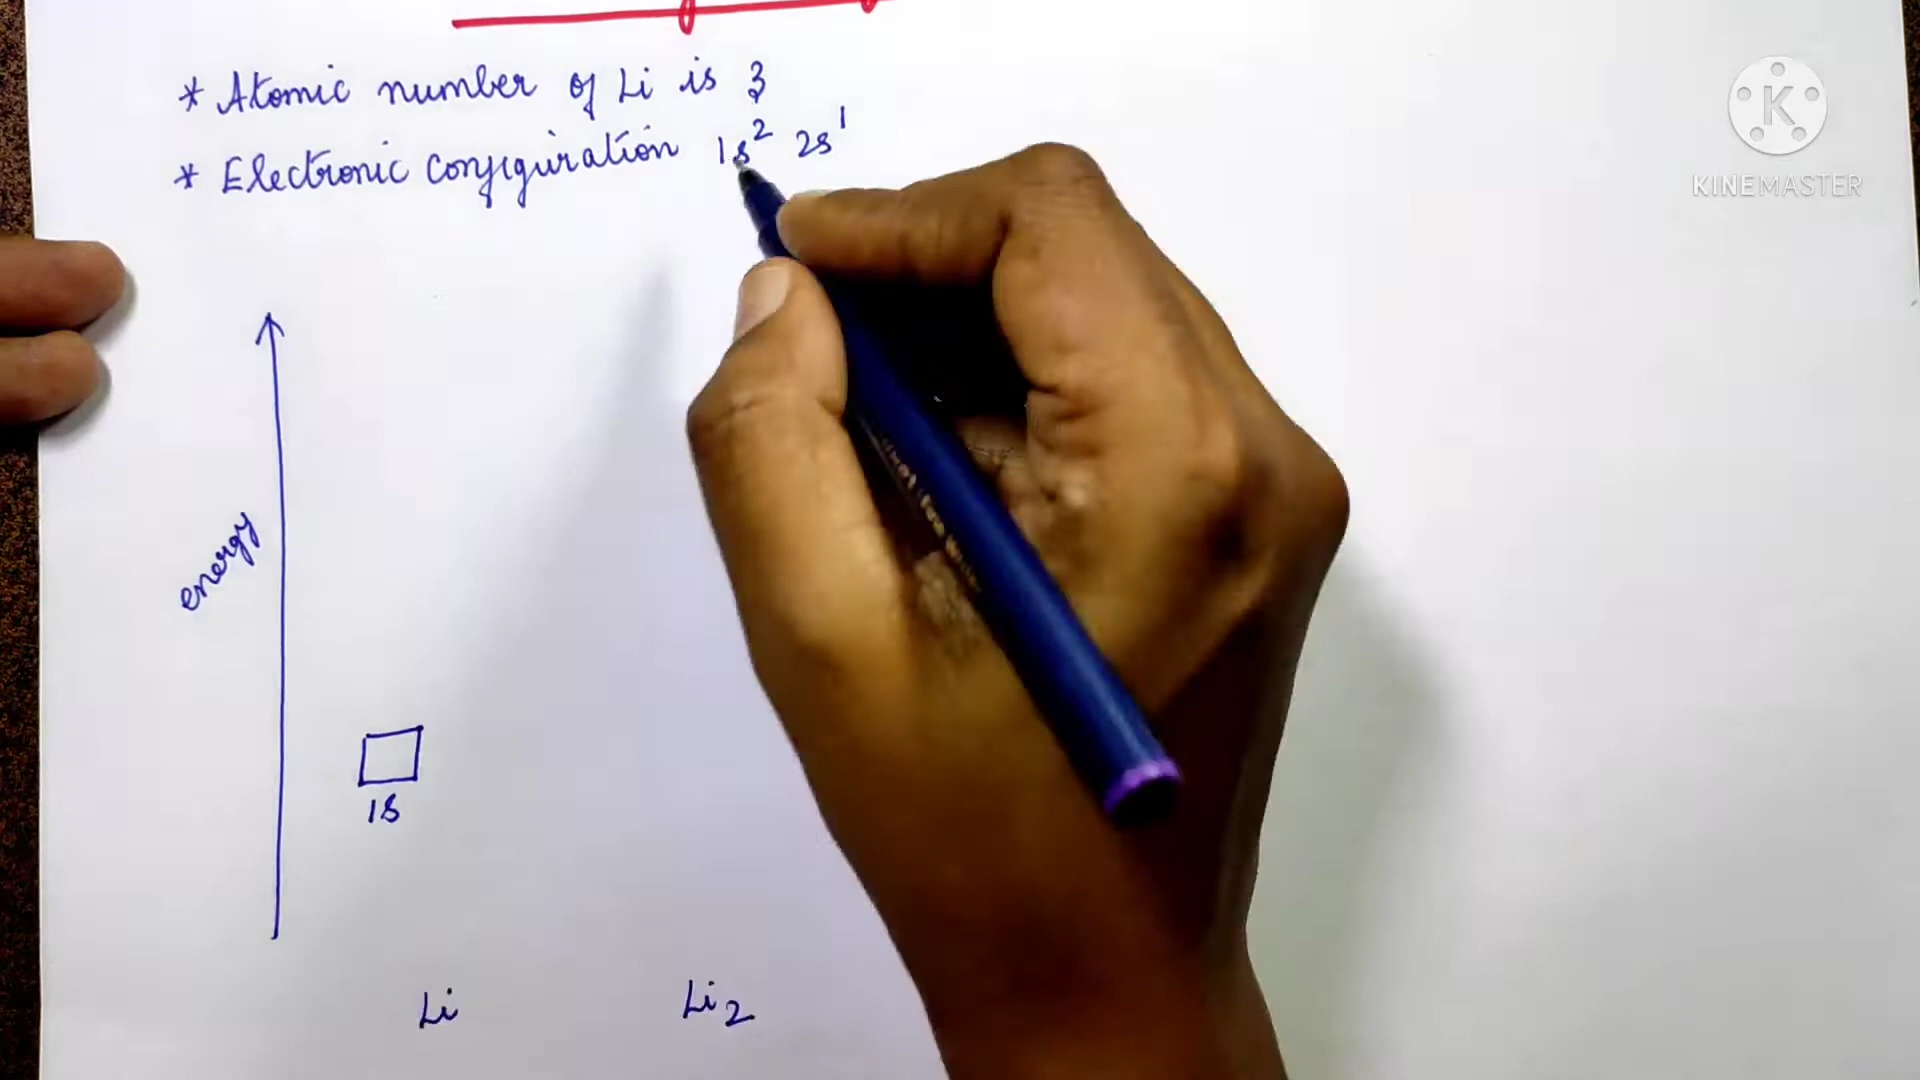 * Atomic number of Li is 3
* Electronic configuration 1s² 2s¹
K
KINEMASTER
energy
1s
Li
Li₂